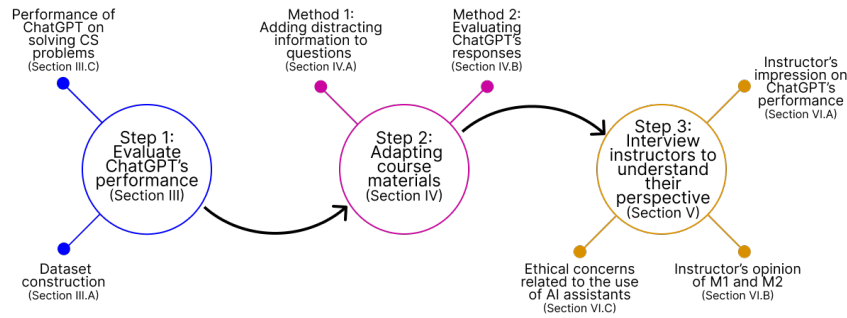 Performance of
ChatGPT on
solving CS
problems
(Section III.C)
Step 1:
Evaluate
ChatGPT's
performance
(Section III)
Dataset
construction
(Section III.A)
Method 1:
Adding distracting
information to
questions
(Section IV.A)
Method 2:
Evaluating
ChatGPT's
responses
(Section IV.B)
Step 2:
Adapting
course
materials
(Section IV)
Instructor's
impression on
ChatGPT's
performance
(Section VI.A)
Step 3:
Interview
instructors to
understand
their
perspective
(Section V)
Ethical concerns
related to the use
of AI assistants
(Section VI.C)
Instructor's opinion
of M1 and M2
(Section VI.B)